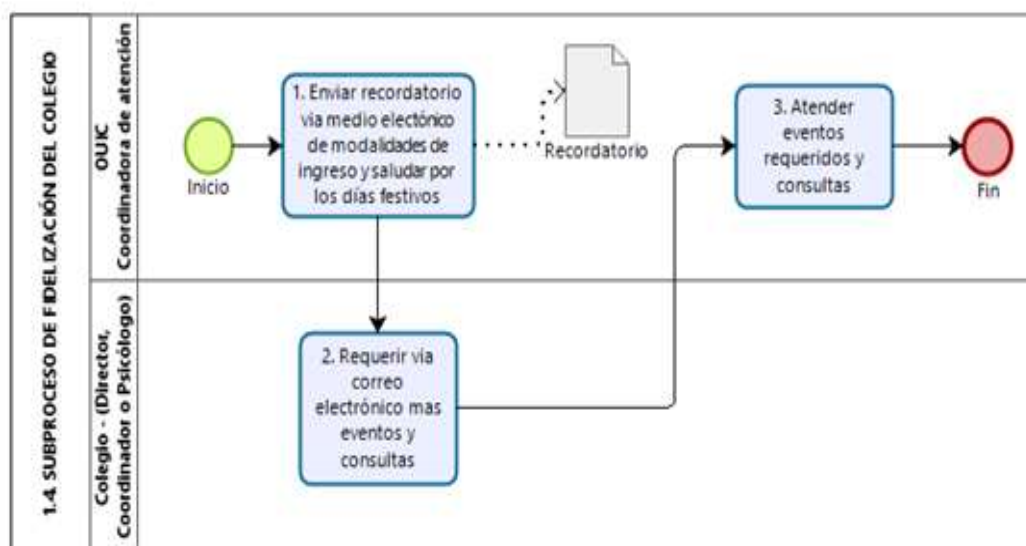 1.4. SUBPROCESO DE FIDELIZACIÓN DEL COLEGIO
OUIC
Coordinadora de atención
Inicio
1. Enviar recordatorio
via medio electónico
de modalidades de
ingreso y saludar por
los días festivos
Recordatorio
3. Atender
eventos
requeridos y
consultas
Fin
Colegio - (Director,
Coordinador o Psicólogo)
2. Requerir via
correo
electrónico mas
eventos y
consultas